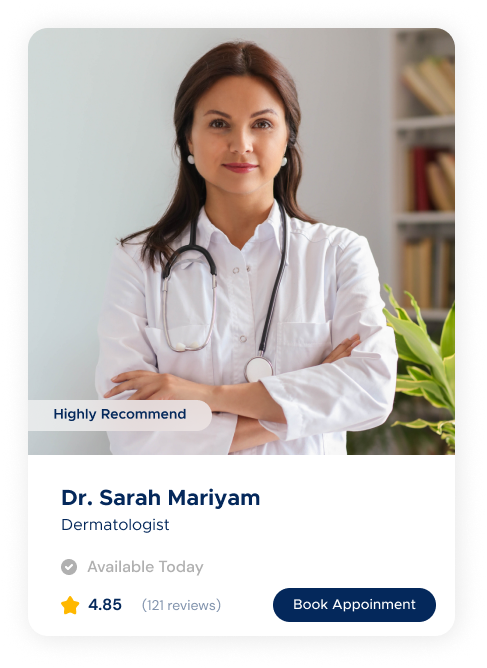 Highly Recommend
Dr. Sarah Mariyam
Dermatologist
Available Today
4.85 (121 reviews)
Book Appoinment